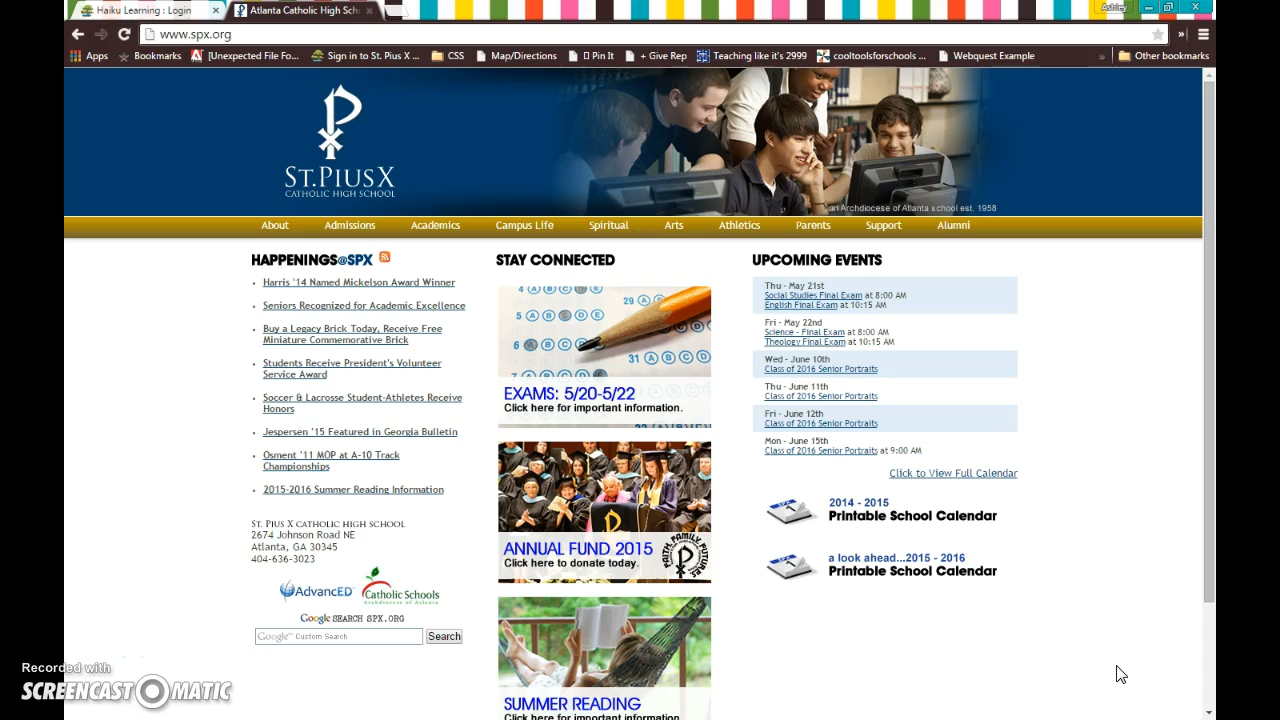 Haiku Learning : Login
Atlanta Catholic High Sch
Ashley
www.spx.org
Apps
Bookmarks
[Unexpected File Fo...
Sign in to St. Pius X ...
CSS
Map/Directions
Pin It
+ Give Rep
Teaching like it's 2999
cooltoolsforschools ...
Webquest Example
Other bookmarks
ST.PIUS X
CATHOLIC HIGH SCHOOL
an Archdiocese of Atlanta school est. 1958
About
Admissions
Academics
Campus Life
Spiritual
Arts
Athletics
Parents
Support
Alumni
HAPPENINGS@SPX
Harris '14 Named Mickelson Award Winner
Seniors Recognized for Academic Excellence
Buy a Legacy Brick Today, Receive Free
Miniature Commemorative Brick
Students Receive President's Volunteer
Service Award
Soccer & Lacrosse Student-Athletes Receive
Honors
Jespersen '15 Featured in Georgia Bulletin
Osment '11 MOP at A-10 Track
Championships
2015-2016 Summer Reading Information
ST. PIUS X CATHOLIC HIGH SCHOOL
2674 Johnson Road NE
Atlanta, GA 30345
404-636-3023
AdvancED
Catholic Schools
Archdiocese of Atlanta
Google SEARCH SPX.ORG
Google Custom Search
Search
STAY CONNECTED
EXAMS: 5/20-5/22
Click here for important information.
ANNUAL FUND 2015
Click here to donate today.
FAITH, FAMILY, FUTURE
SUMMER READING
Click here for important information
UPCOMING EVENTS
Thu - May 21st
Social Studies Final Exam at 8:00 AM
English Final Exam at 10:15 AM
Fri - May 22nd
Science - Final Exam at 8:00 AM
Theology Final Exam at 10:15 AM
Wed - June 10th
Class of 2016 Senior Portraits
Thu - June 11th
Class of 2016 Senior Portraits
Fri - June 12th
Class of 2016 Senior Portraits
Mon - June 15th
Class of 2016 Senior Portraits at 9:00 AM
Click to View Full Calendar
2014 - 2015
Printable School Calendar
a look ahead...2015 - 2016
Printable School Calendar
Recorded with
SCREENCAST-O-MATIC